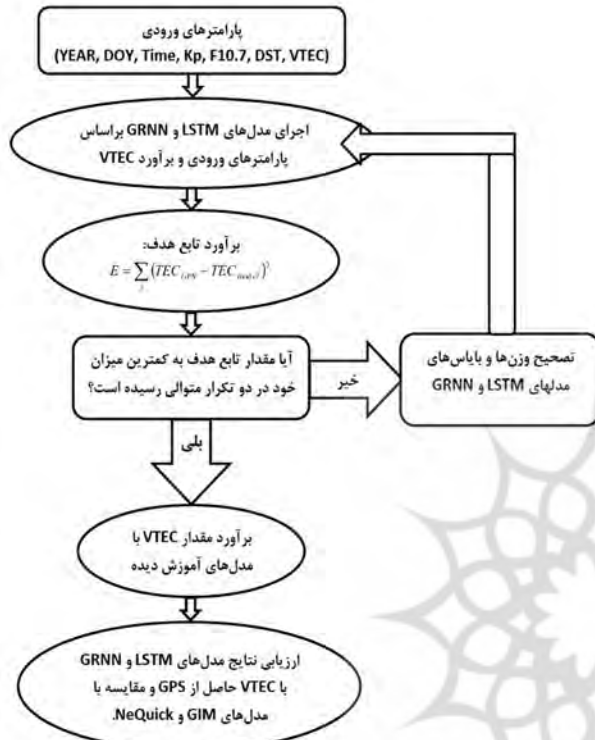 پارامترهای ورودی
(YEAR, DOY, Time, Kp, F10.7, DST, VTEC)
اجرای مدل‌های LSTM و GRNN براساس
پارامترهای ورودی و برآورد VTEC
برآورد تابع هدف:
E = ∑ⱼ (TEC_GPS − TEC_model)²
آیا مقدار تابع هدف به کمترین میزان
خود در دو تکرار متوالی رسیده است؟
خیر
تصحیح وزن‌ها و بایاس‌های
مدلهای LSTM و GRNN
بلی
برآورد مقدار VTEC با
مدل‌های آموزش دیده
ارزیابی نتایج مدل‌های LSTM و GRNN
با VTEC حاصل از GPS و مقایسه با
مدل‌های GIM و NeQuick.